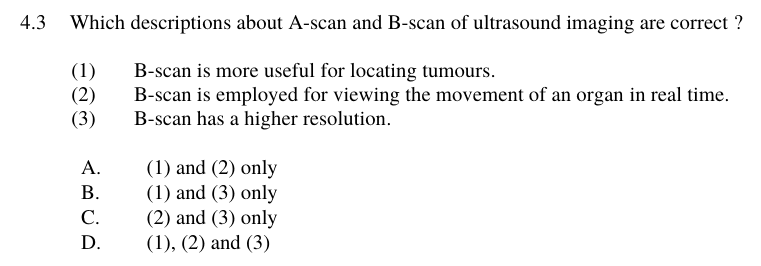 4.3 Which descriptions about A-scan and B-scan of ultrasound imaging are correct ?
(1) B-scan is more useful for locating tumours.
(2) B-scan is employed for viewing the movement of an organ in real time.
(3) B-scan has a higher resolution.
A. (1) and (2) only
B. (1) and (3) only
C. (2) and (3) only
D. (1), (2) and (3)